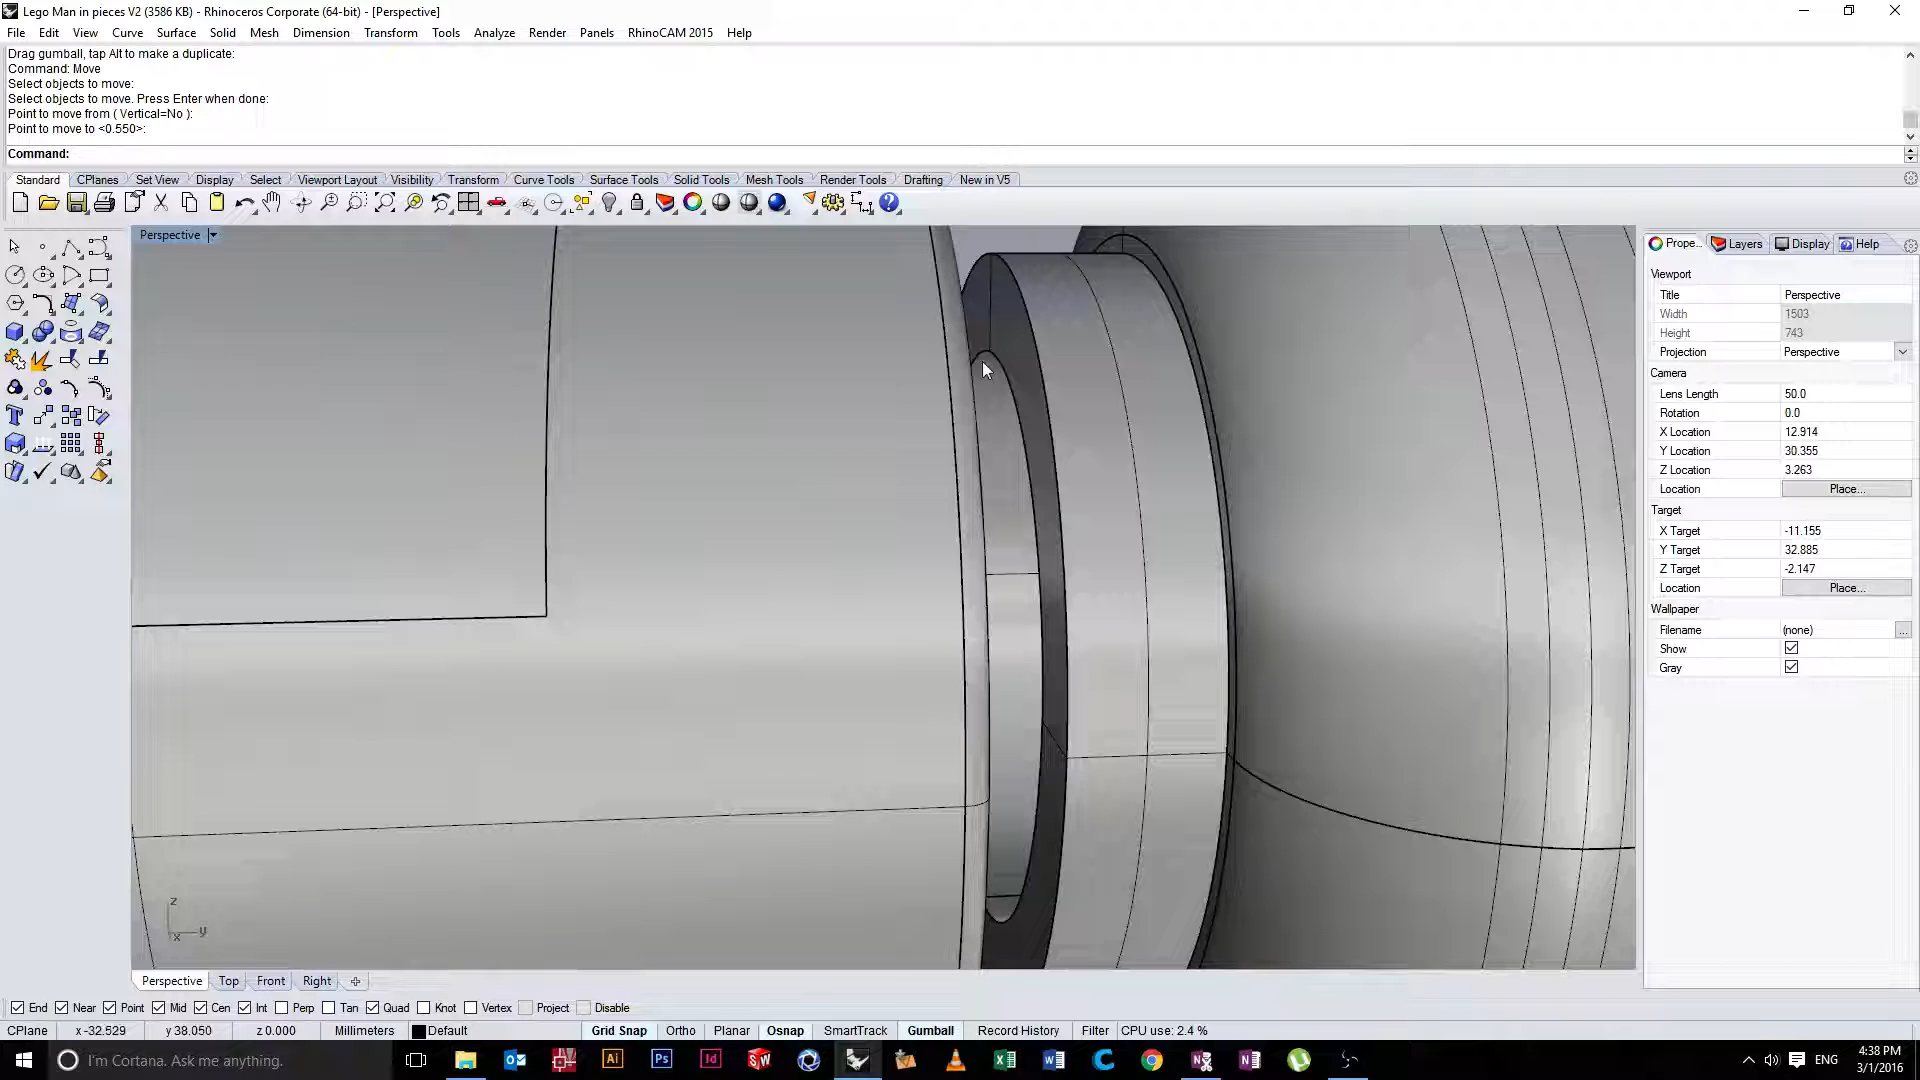 Lego Man in pieces V2 (3586 KB) - Rhinoceros Corporate (64-bit) - [Perspective]
File Edit View Curve Surface Solid Mesh Dimension Transform Tools Analyze Render Panels RhinoCAM 2015 Help
Drag gumball, tap Alt to make a duplicate:
Command: Move
Select objects to move:
Select objects to move. Press Enter when done:
Point to move from ( Vertical=No ):
Point to move to <0.550>:
Command:
Standard CPlanes Set View Display Select Viewport Layout Visibility Transform Curve Tools Surface Tools Solid Tools Mesh Tools Render Tools Drafting New in V5
Perspective
Prope... Layers Display Help
Viewport
Title Perspective
Width 1503
Height 743
Projection Perspective
Camera
Lens Length 50.0
Rotation 0.0
X Location 12.914
Y Location 30.355
Z Location 3.263
Location Place...
Target
X Target -11.155
Y Target 32.885
Z Target -2.147
Location Place...
Wallpaper
Filename (none) ...
Show
Gray
z
x y
Perspective Top Front Right
End Near Point Mid Cen Int Perp Tan Quad Knot Vertex Project Disable
CPlane x -32.529 y 38.050 z 0.000 Millimeters Default Grid Snap Ortho Planar Osnap SmartTrack Gumball Record History Filter CPU use: 2.4 %
I'm Cortana. Ask me anything.
Ai Ps Id SW
ENG
4:38 PM
3/1/2016